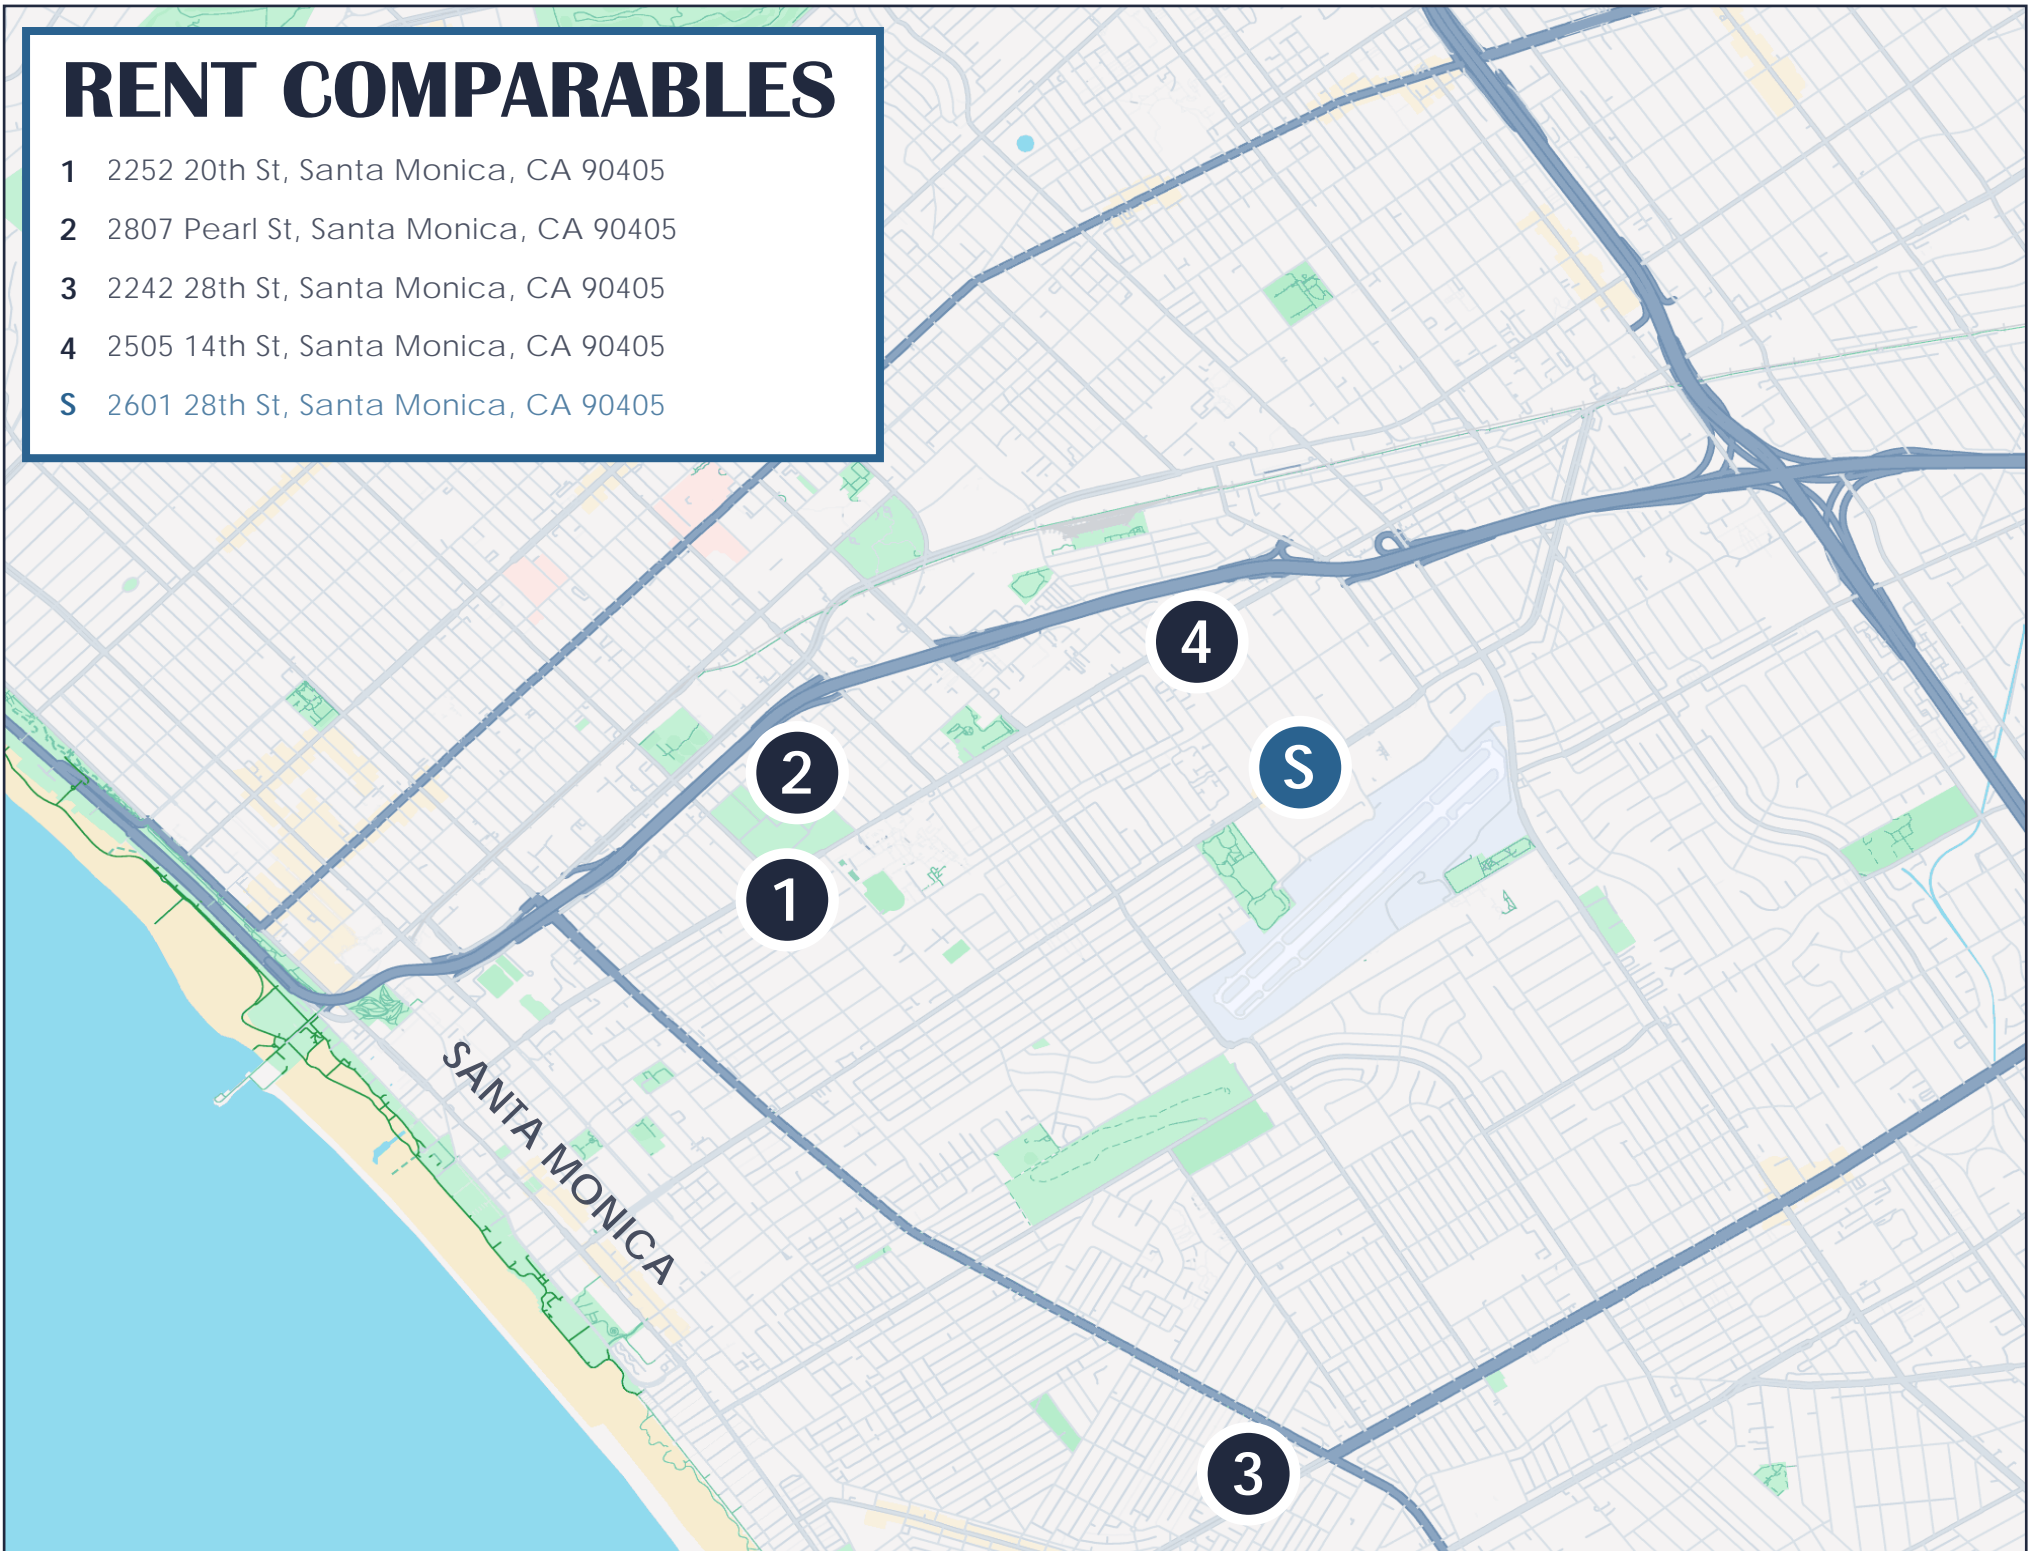 RENT COMPARABLES
1 2252 20th St, Santa Monica, CA 90405
2 2807 Pearl St, Santa Monica, CA 90405
3 2242 28th St, Santa Monica, CA 90405
4 2505 14th St, Santa Monica, CA 90405
S 2601 28th St, Santa Monica, CA 90405
4
2
S
1
SANTA MONICA
3